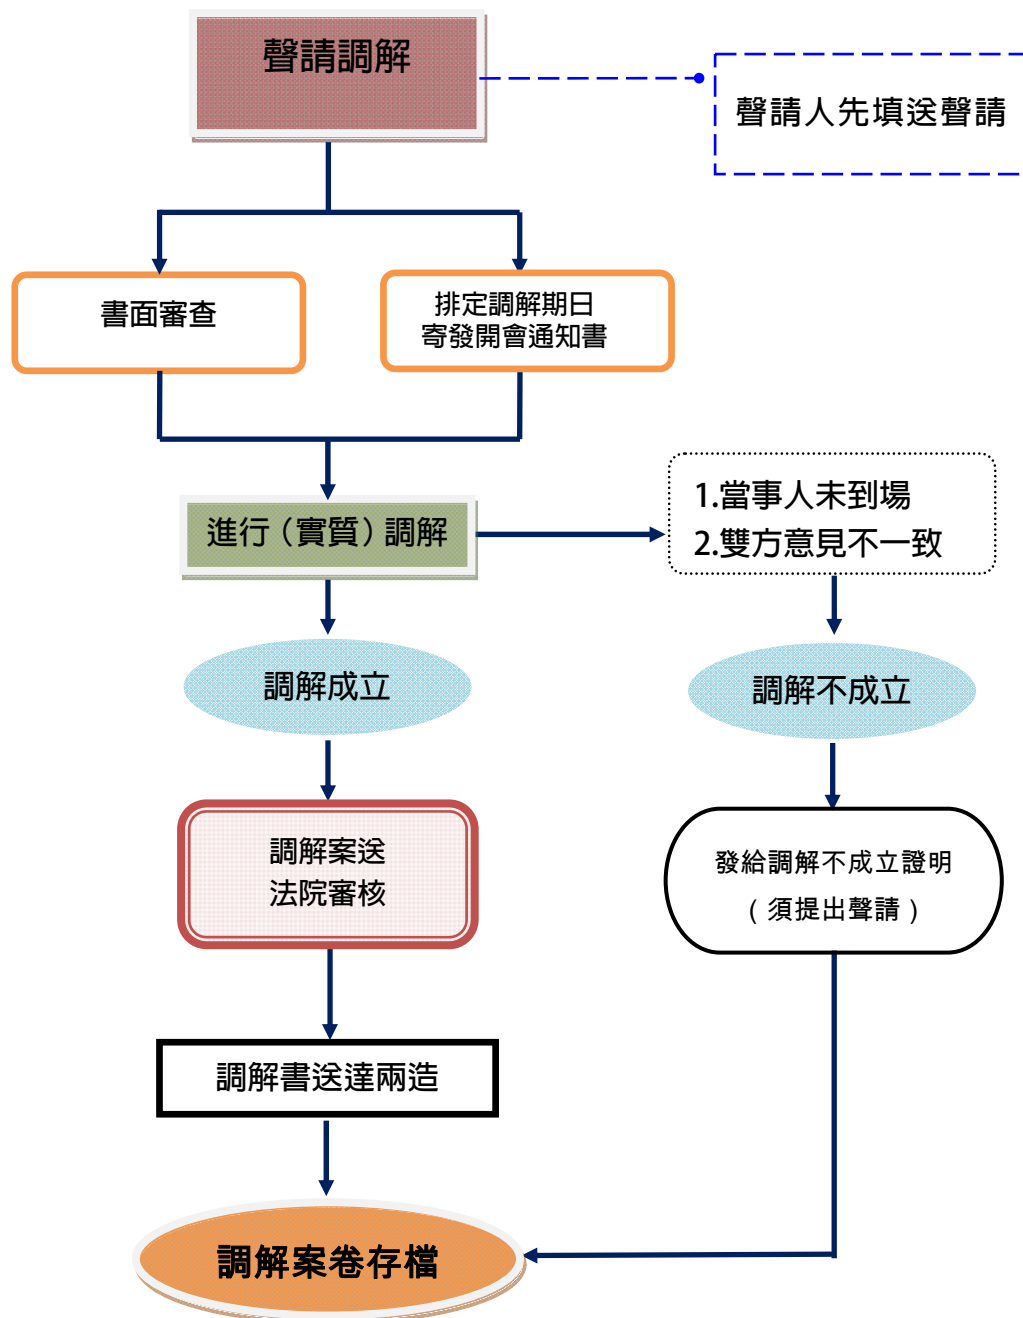 聲請調解
聲請人先填送聲請
書面審查
排定調解期日
寄發開會通知書
進行（實質）調解
1.當事人未到場
2.雙方意見不一致
調解成立
調解不成立
調解案送
法院審核
發給調解不成立證明
（須提出聲請）
調解書送達兩造
調解案卷存檔